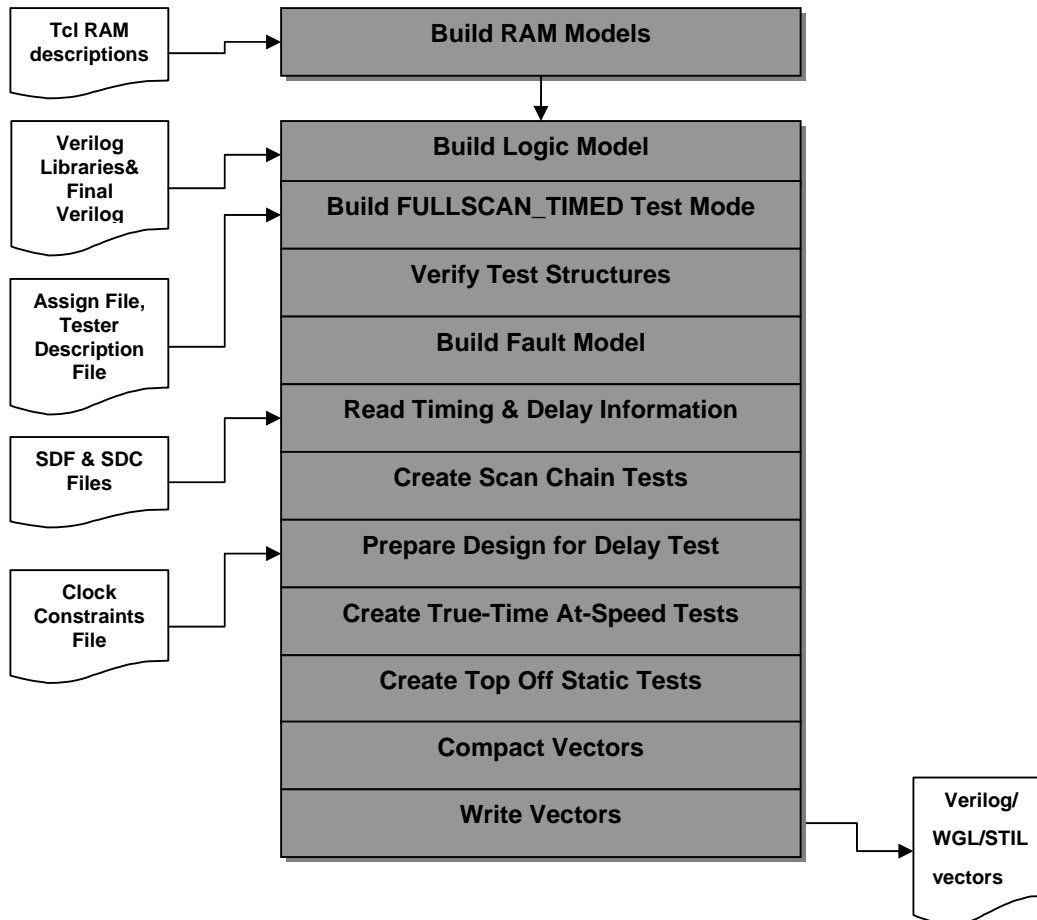 Tcl RAM
descriptions
Build RAM Models
Verilog
Libraries&
Final
Verilog
Build Logic Model
Build FULLSCAN_TIMED Test Mode
Verify Test Structures
Assign File,
Tester
Description
File
Build Fault Model
Read Timing & Delay Information
SDF & SDC
Files
Create Scan Chain Tests
Prepare Design for Delay Test
Clock
Constraints
File
Create True-Time At-Speed Tests
Create Top Off Static Tests
Compact Vectors
Write Vectors
Verilog/
WGL/STIL
vectors